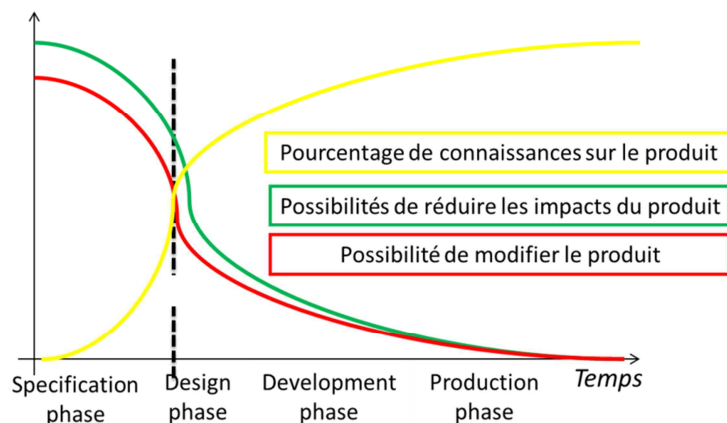 Pourcentage de connaissances sur le produit
Possibilités de réduire les impacts du produit
Possibilité de modifier le produit
Specification phase
Design phase
Development phase
Production phase
Temps